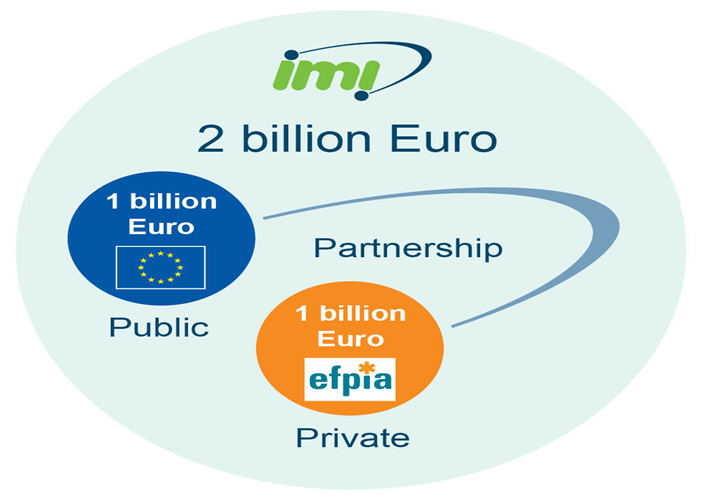 imi
2 billion Euro
1 billion
Euro
Public
Partnership
1 billion
Euro
efpia
Private